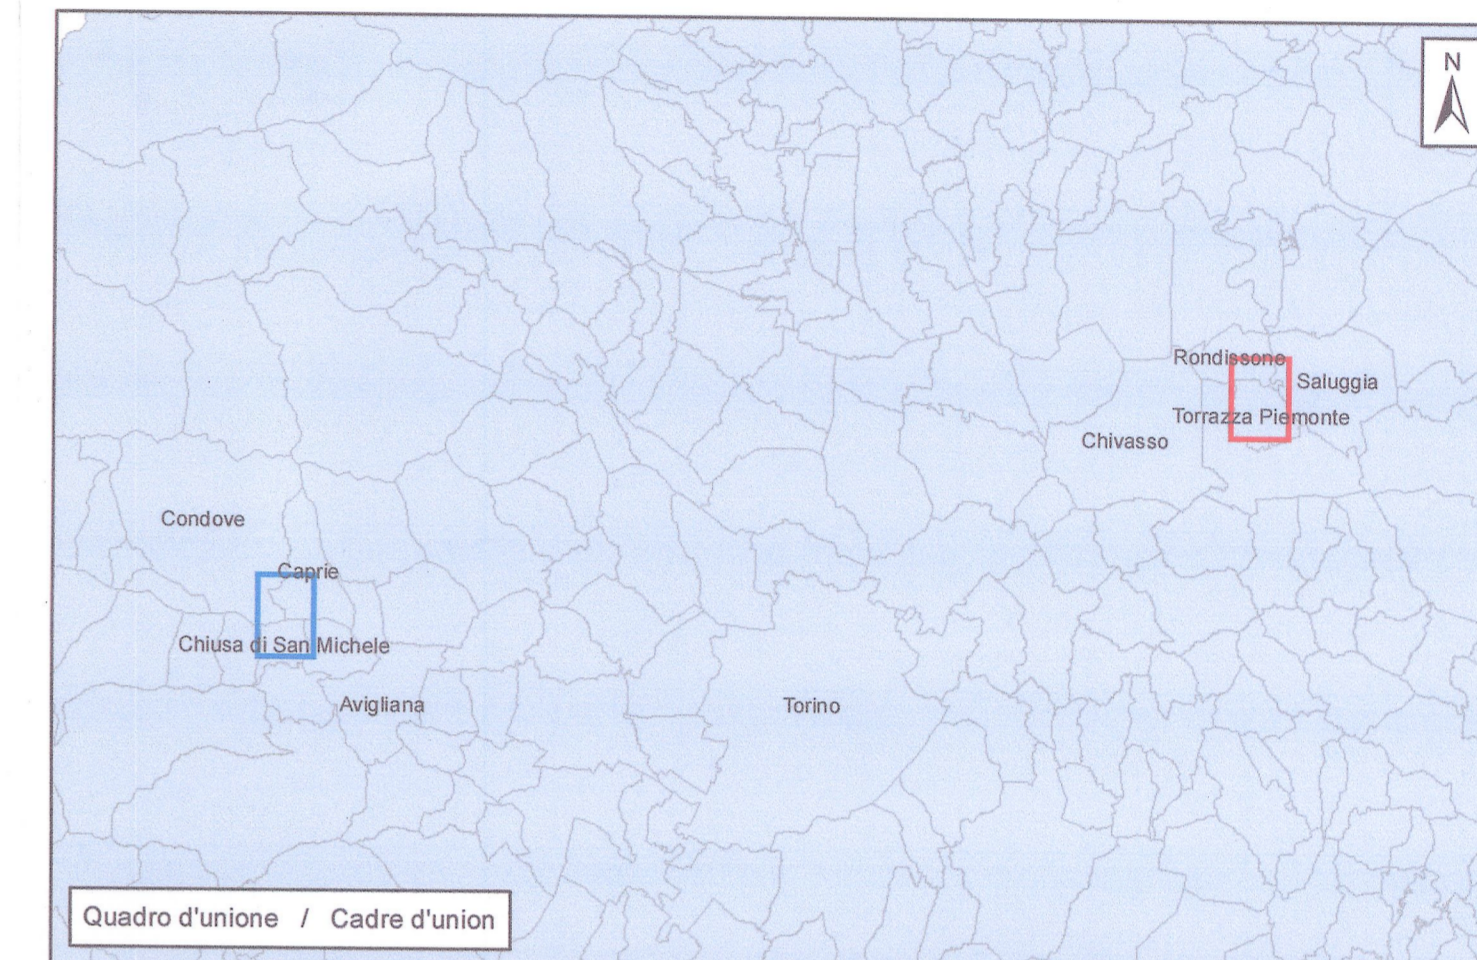 N
Rondissone
Saluggia
Torrazza Piemonte
Chivasso
Condove
Caprie
Chiusa di San Michele
Avigliana
Torino
Quadro d'unione / Cadre d'union